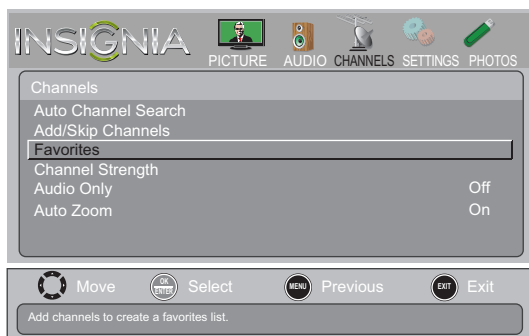 INSIGNIA
PICTURE AUDIO CHANNELS SETTINGS PHOTOS
Channels
Auto Channel Search
Add/Skip Channels
Favorites
Channel Strength
Audio Only Off
Auto Zoom On
Move OK ENTER Select MENU Previous EXIT Exit
Add channels to create a favorites list.